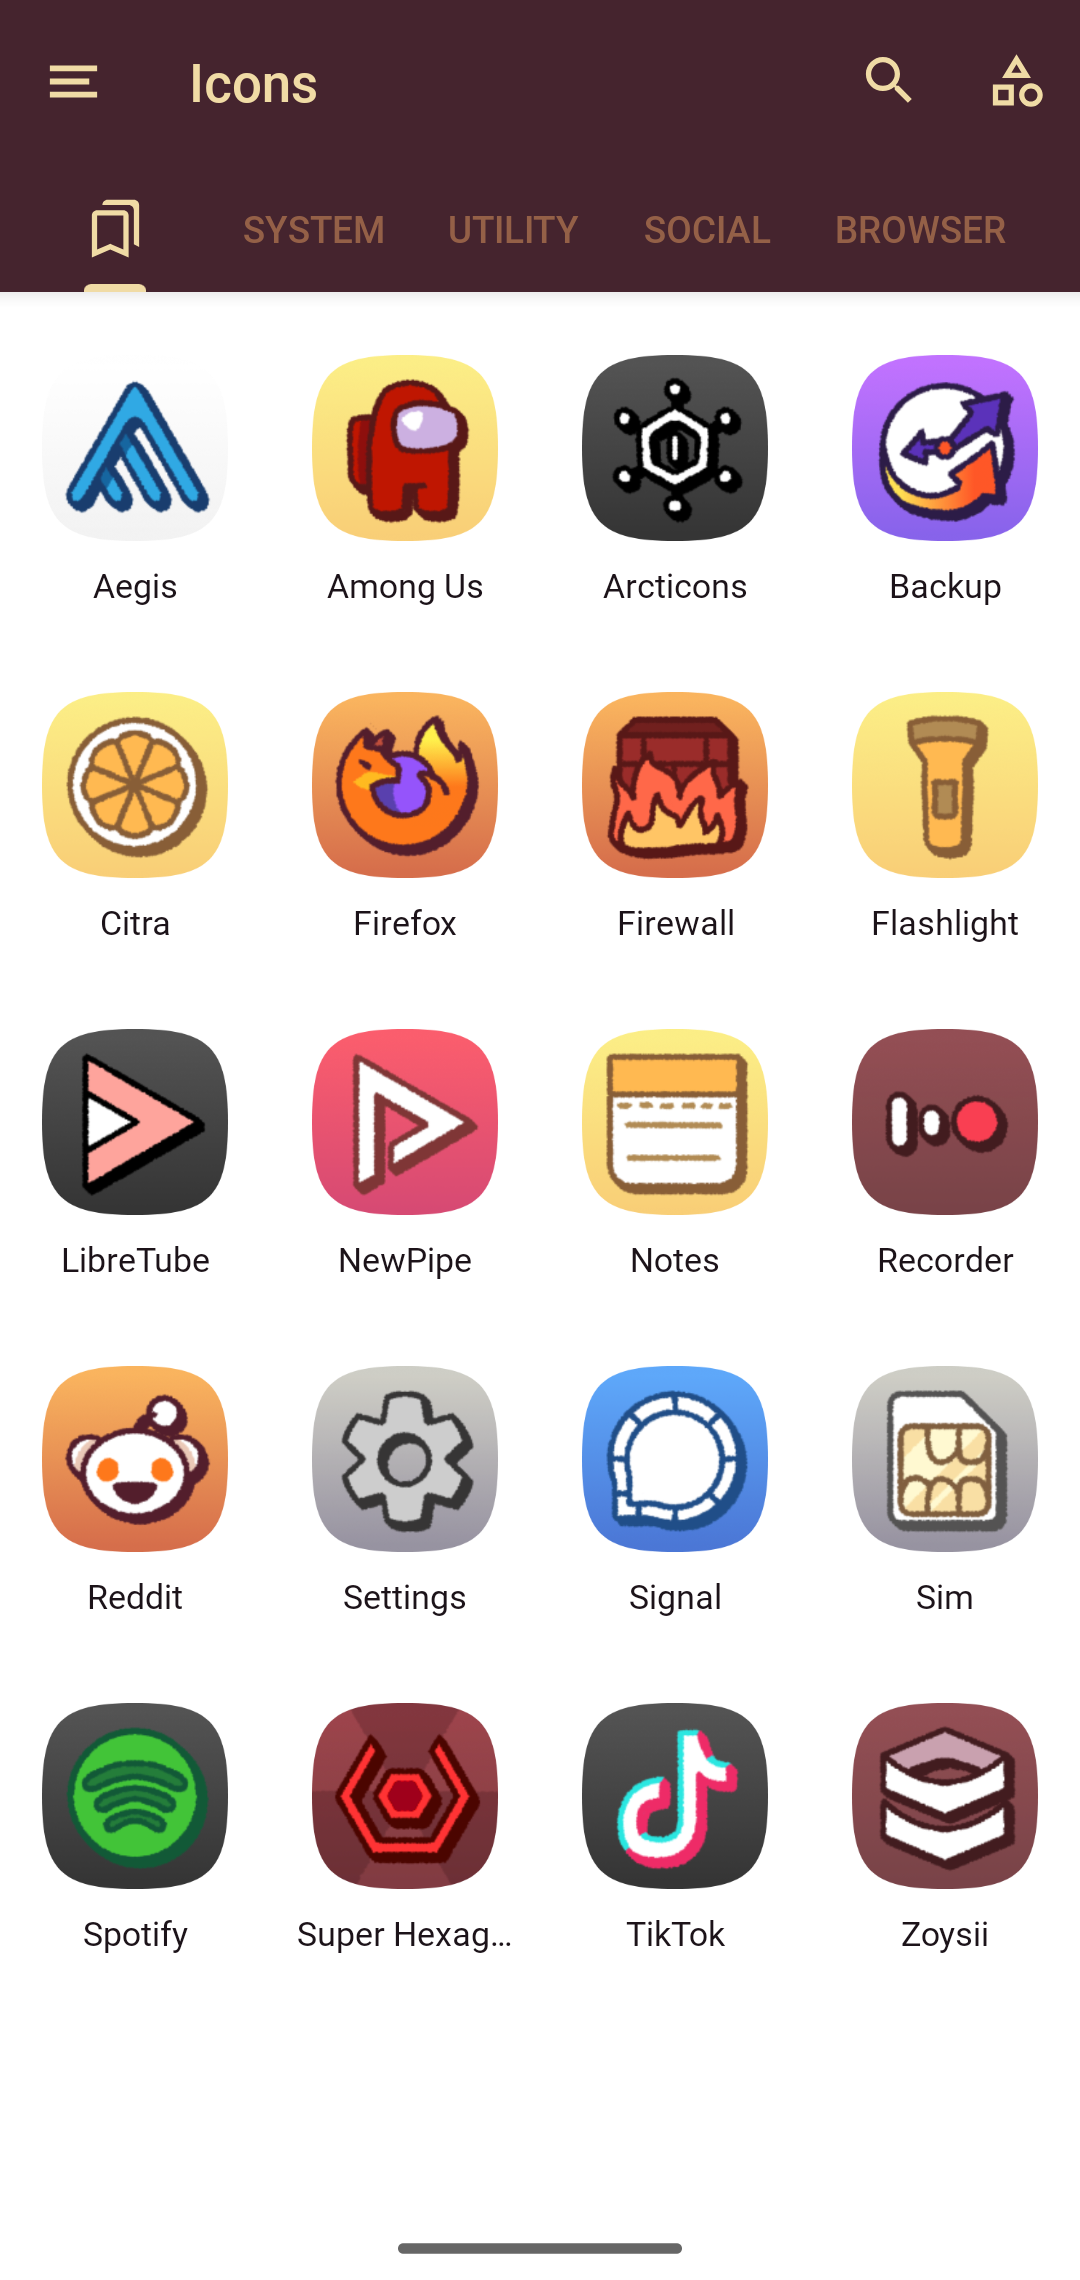 Icons
SYSTEM UTILITY SOCIAL BROWSER
Aegis Among Us Arcticons Backup
Citra Firefox Firewall Flashlight
LibreTube NewPipe Notes Recorder
Reddit Settings Signal Sim
Spotify Super Hexag... TikTok Zoysii